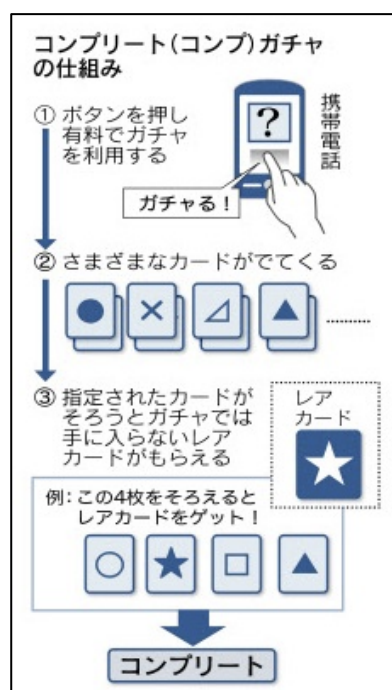 コンプリート(コンプ)ガチャ
の仕組み
① ボタンを押し
有料でガチャ
を利用する
?
携帯電話
ガチャる!
② さまざまなカードがでてくる
③ 指定されたカードが
そろうとガチャでは
手に入らないレア
カードがもらえる
レア
カード
例:この4枚をそろえると
レアカードをゲット!
コンプリート